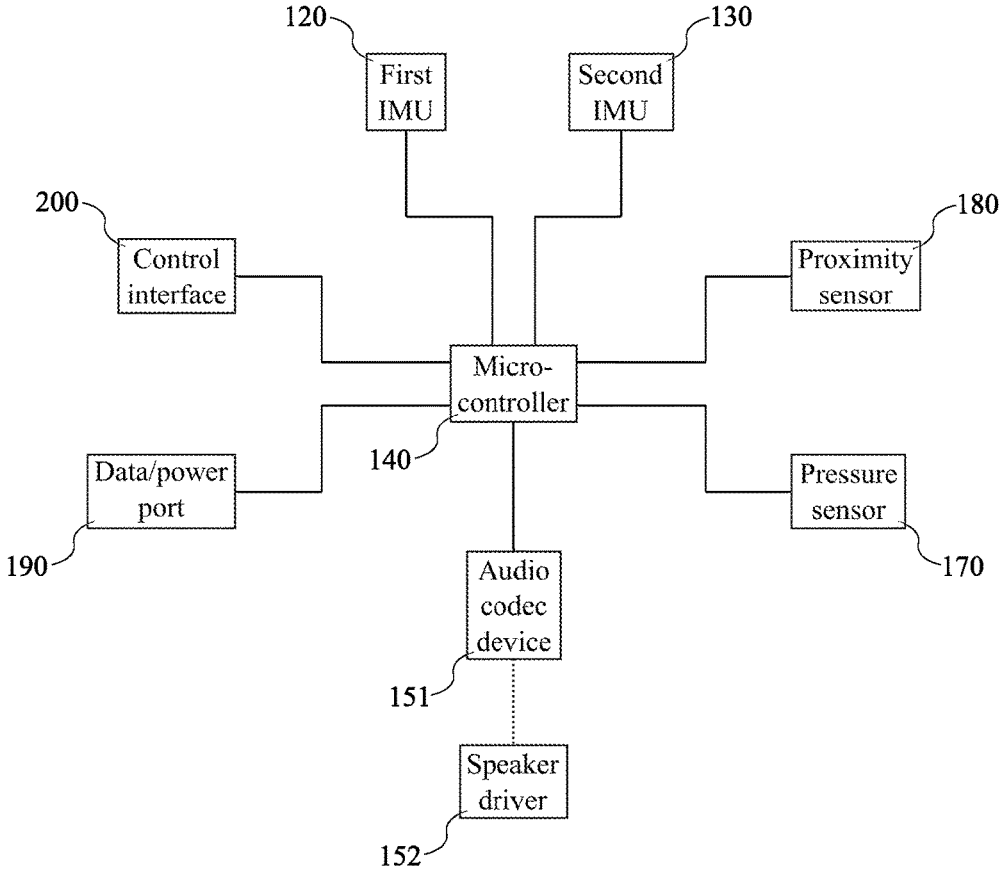 120
First
IMU
130
Second
IMU
200
Control
interface
180
Proximity
sensor
Micro-
controller
140
Data/power
port
190
Pressure
sensor
170
Audio
codec
device
151
Speaker
driver
152